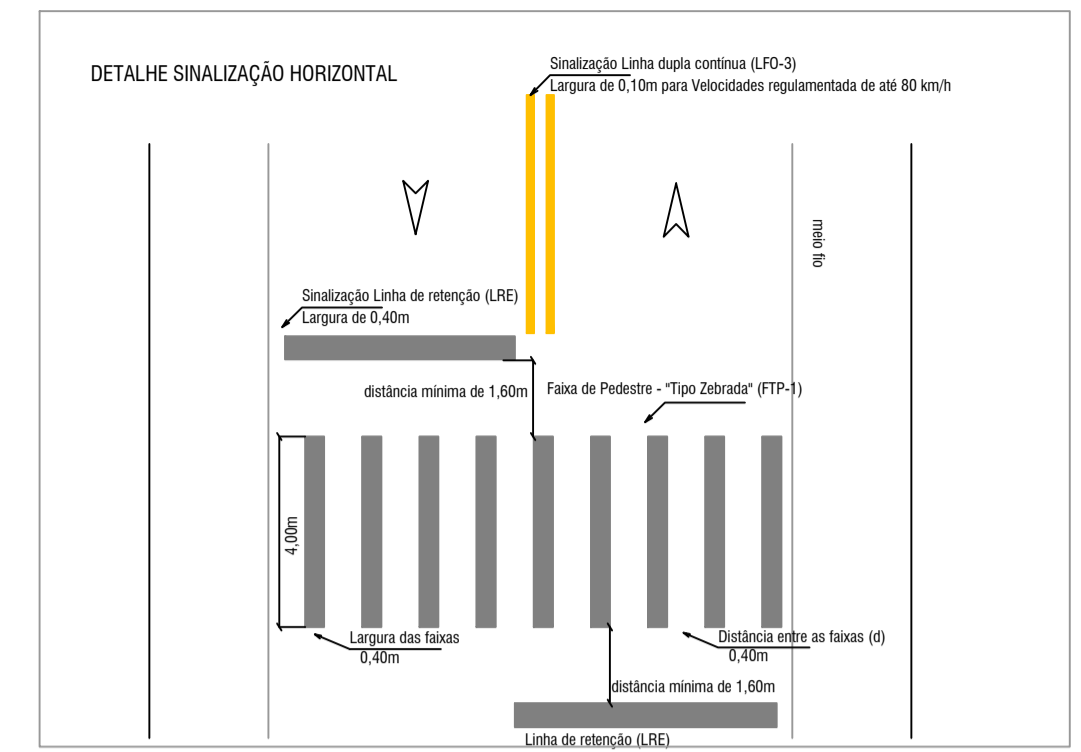 DETALHE SINALIZAÇÃO HORIZONTAL
Sinalização Linha dupla contínua (LFO-3)
Largura de 0,10m para Velocidades regulamentada de até 80 km/h
meio fio
Sinalização Linha de retenção (LRE)
Largura de 0,40m
distância mínima de 1,60m
Faixa de Pedestre - "Tipo Zebrada" (FTP-1)
4,00m
Largura das faixas
0,40m
Distância entre as faixas (d)
0,40m
distância mínima de 1,60m
Linha de retenção (LRE)